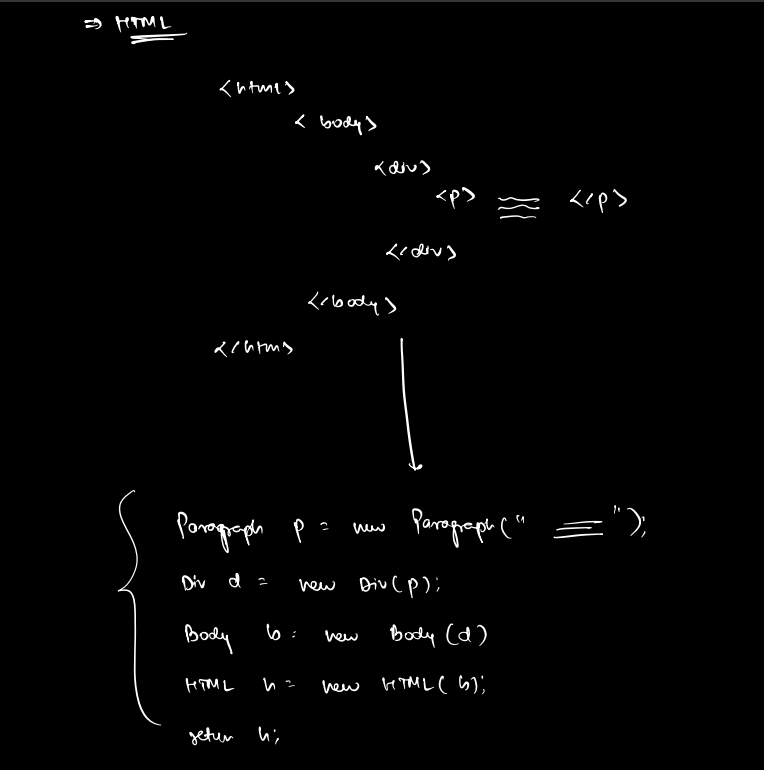 ⇒ HTML
<html>
< body>
<div>
<p> </p>
</div>
</body>
</htm>
Paragraph p = new Paragraph(" ");
Div d = new Div(p);
Body b = new Body (d)
HTML h = new HTML( b);
return h;